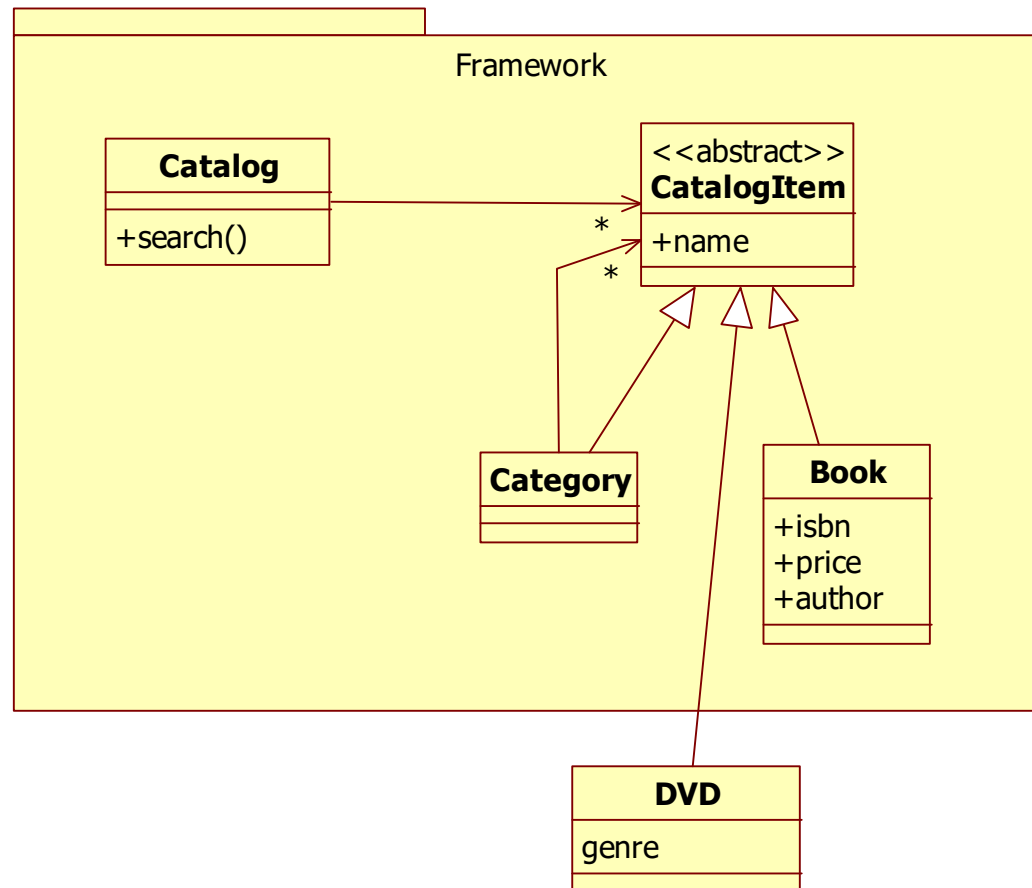 Framework
Catalog
+search()
<<abstract>>
CatalogItem
+name
*
*
Category
Book
+isbn
+price
+author
DVD
genre